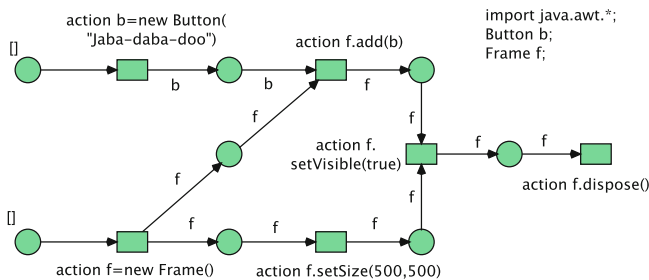 action b=new Button(
"Jaba-daba-doo")
import java.awt.*;
Button b;
Frame f;
[]
action f.add(b)
b
b
f
f
f
f
action f.
setVisible(true)
f
f
action f.dispose()
[]
f
f
f
f
action f=new Frame()
action f.setSize(500,500)